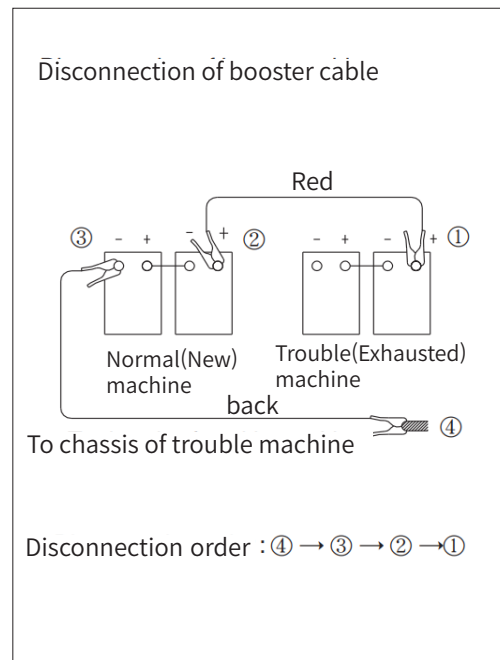 Disconnection of booster cable
Red
③ - + - + ② - + - + ①
Normal(New)
machine
Trouble(Exhausted)
machine
back
④
To chassis of trouble machine
Disconnection order : ④ → ③ → ② → ①